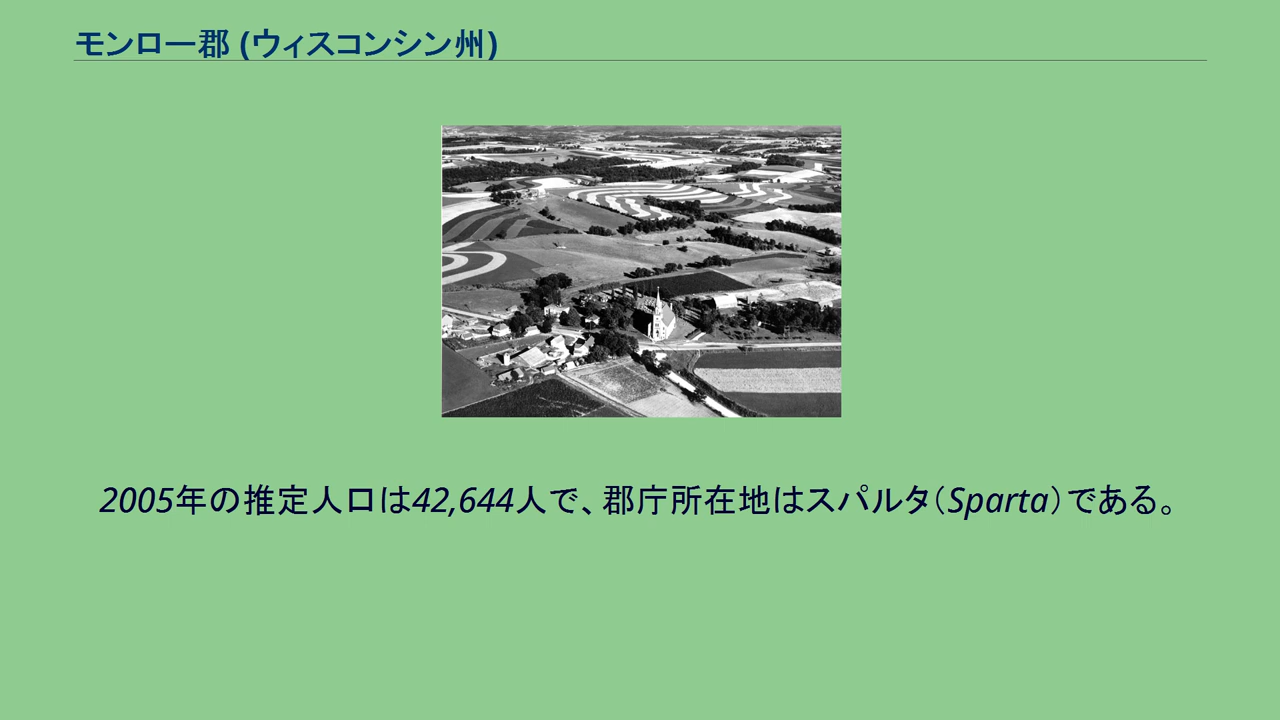 モンロー郡 (ウィスコンシン州)
2005年の推定人口は42,644人で、郡庁所在地はスパルタ（Sparta）である。